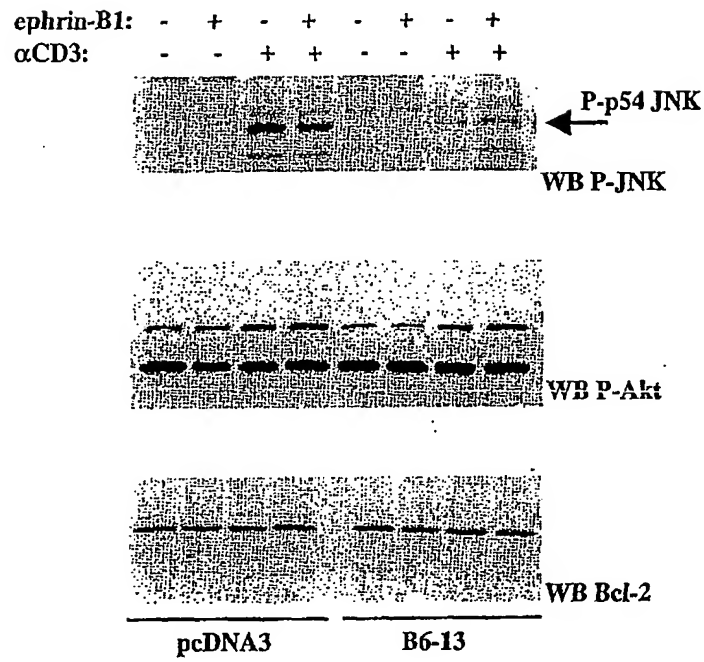 ephrin-B1: - + - + - + - +
αCD3: - - + + - - + +
P-p54 JNK
WB P-JNK
WB P-Akt
WB Bcl-2
pcDNA3 B6-13